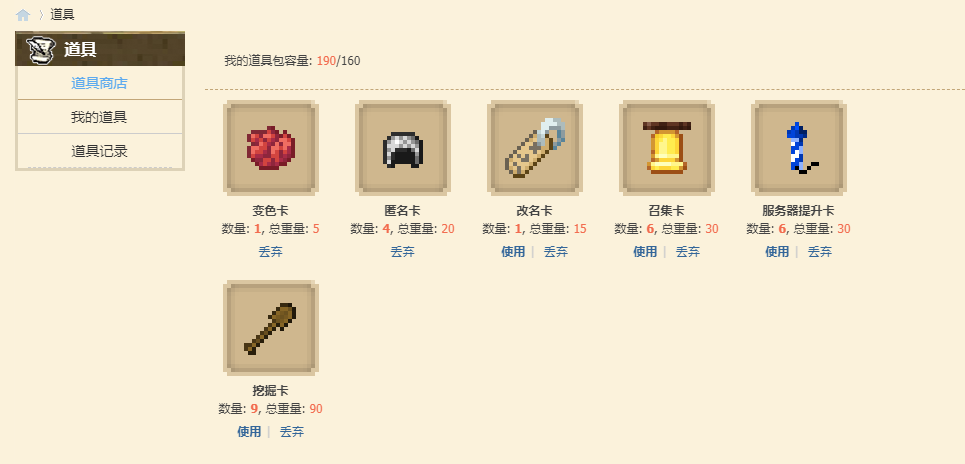 道具
道具
道具商店
我的道具
道具记录
我的道具包容量: 190/160
变色卡
数量: 1, 总重量: 5
丢弃
匿名卡
数量: 4, 总重量: 20
丢弃
改名卡
数量: 1, 总重量: 15
使用 | 丢弃
召集卡
数量: 6, 总重量: 30
使用 | 丢弃
服务器提升卡
数量: 6, 总重量: 30
使用 | 丢弃
挖掘卡
数量: 9, 总重量: 90
使用 | 丢弃